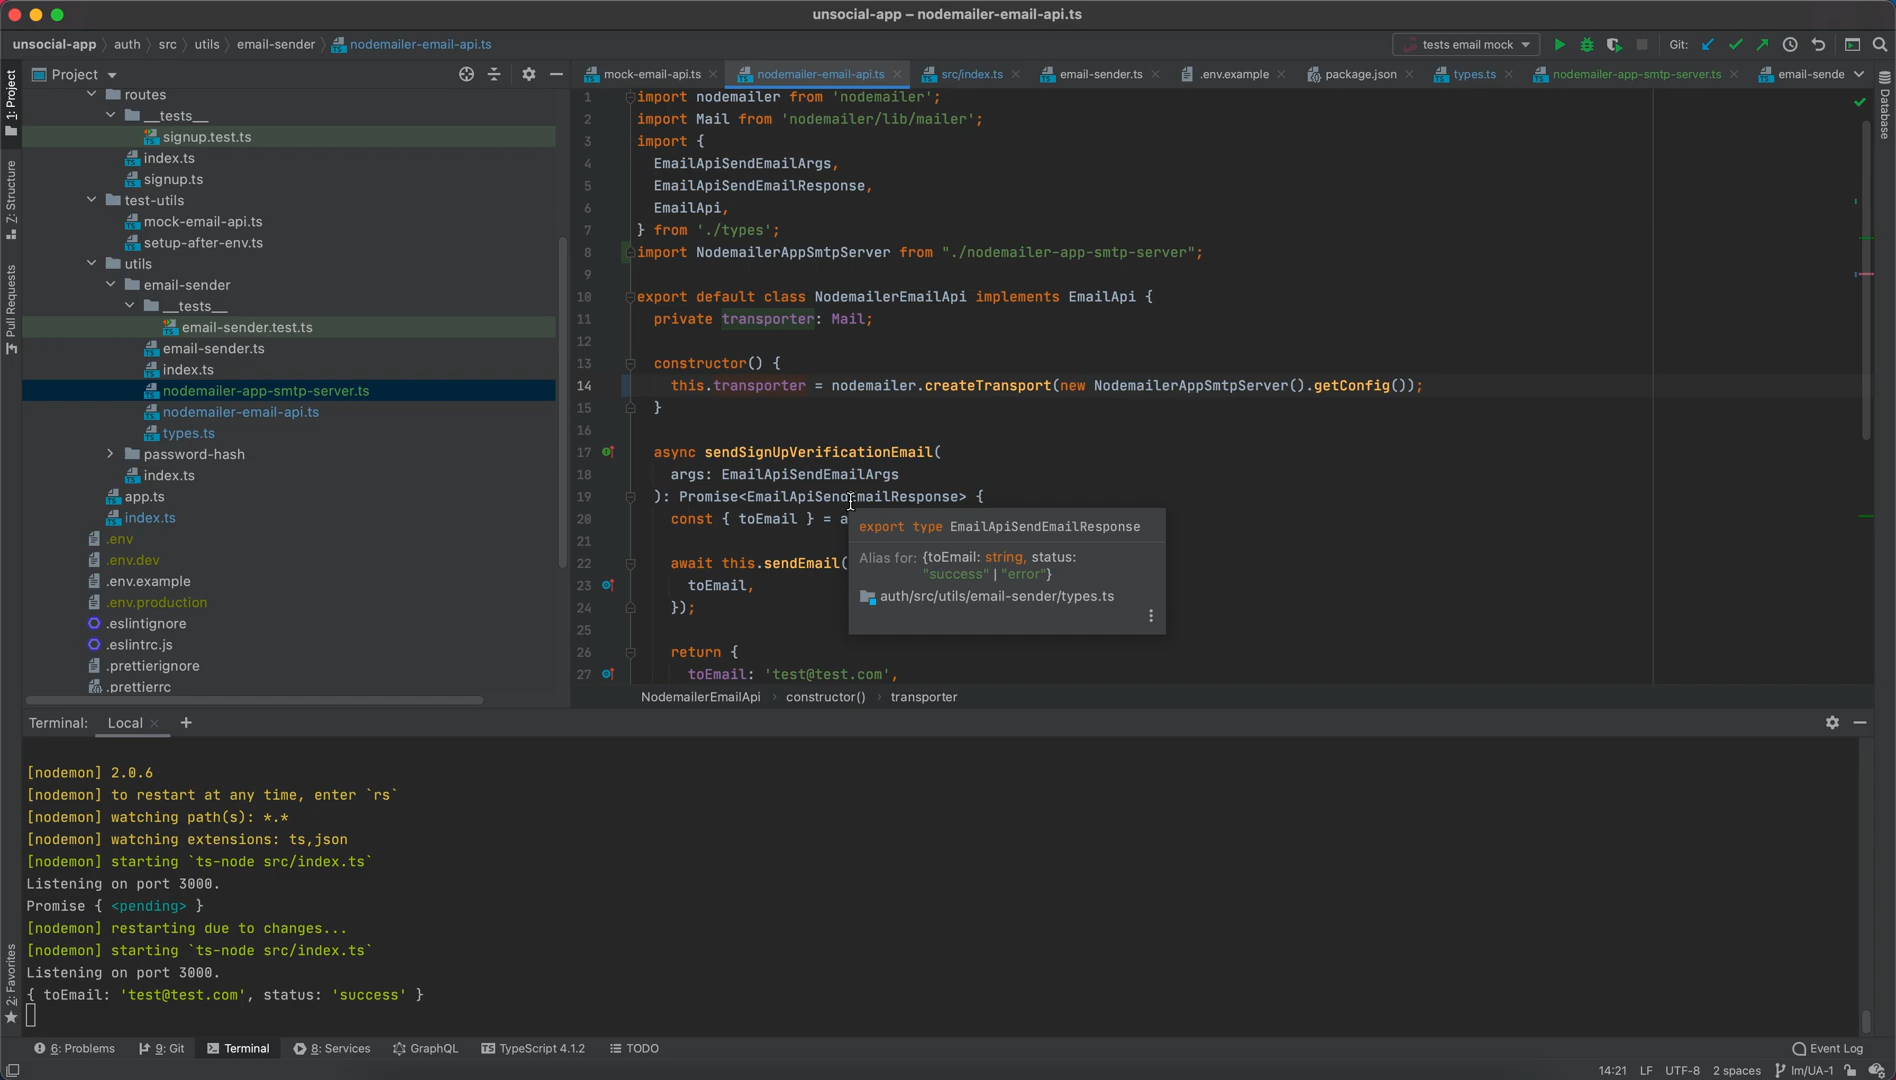 unsocial-app – nodemailer-email-api.ts
unsocial-app
auth
src
utils
email-sender
nodemailer-email-api.ts
tests email mock
Git:
Project
mock-email-api.ts
nodemailer-email-api.ts
src/index.ts
email-sender.ts
.env.example
package.json
types.ts
nodemailer-app-smtp-server.ts
email-sende
1: Project
Z: Structure
Pull Requests
2: Favorites
Database
routes
__tests__
signup.test.ts
index.ts
signup.ts
test-utils
mock-email-api.ts
setup-after-env.ts
utils
email-sender
__tests__
email-sender.test.ts
email-sender.ts
index.ts
nodemailer-app-smtp-server.ts
nodemailer-email-api.ts
types.ts
password-hash
index.ts
app.ts
index.ts
.env
.env.dev
.env.example
.env.production
.eslintignore
.eslintrc.js
.prettierignore
.prettierrc
1 import nodemailer from 'nodemailer';
2 import Mail from 'nodemailer/lib/mailer';
3 import {
4 EmailApiSendEmailArgs,
5 EmailApiSendEmailResponse,
6 EmailApi,
7 } from './types';
8 import NodemailerAppSmtpServer from "./nodemailer-app-smtp-server";
9
10 export default class NodemailerEmailApi implements EmailApi {
11 private transporter: Mail;
12
13 constructor() {
14 this.transporter = nodemailer.createTransport(new NodemailerAppSmtpServer().getConfig());
15 }
16
17 async sendSignUpVerificationEmail(
18 args: EmailApiSendEmailArgs
19 ): Promise<EmailApiSendEmailResponse> {
20 const { toEmail } = a
21
22 await this.sendEmail(
23 toEmail,
24 });
25
26 return {
27 toEmail: 'test@test.com',
export type EmailApiSendEmailResponse
Alias for: {toEmail: string, status:
"success" | "error"}
auth/src/utils/email-sender/types.ts
NodemailerEmailApi
constructor()
transporter
Terminal:
Local
[nodemon] 2.0.6
[nodemon] to restart at any time, enter `rs`
[nodemon] watching path(s): *.*
[nodemon] watching extensions: ts,json
[nodemon] starting `ts-node src/index.ts`
Listening on port 3000.
Promise { <pending> }
[nodemon] restarting due to changes...
[nodemon] starting `ts-node src/index.ts`
Listening on port 3000.
{ toEmail: 'test@test.com', status: 'success' }
6: Problems
9: Git
Terminal
8: Services
GraphQL
TypeScript 4.1.2
TODO
Event Log
14:21
LF
UTF-8
2 spaces
lm/UA-1